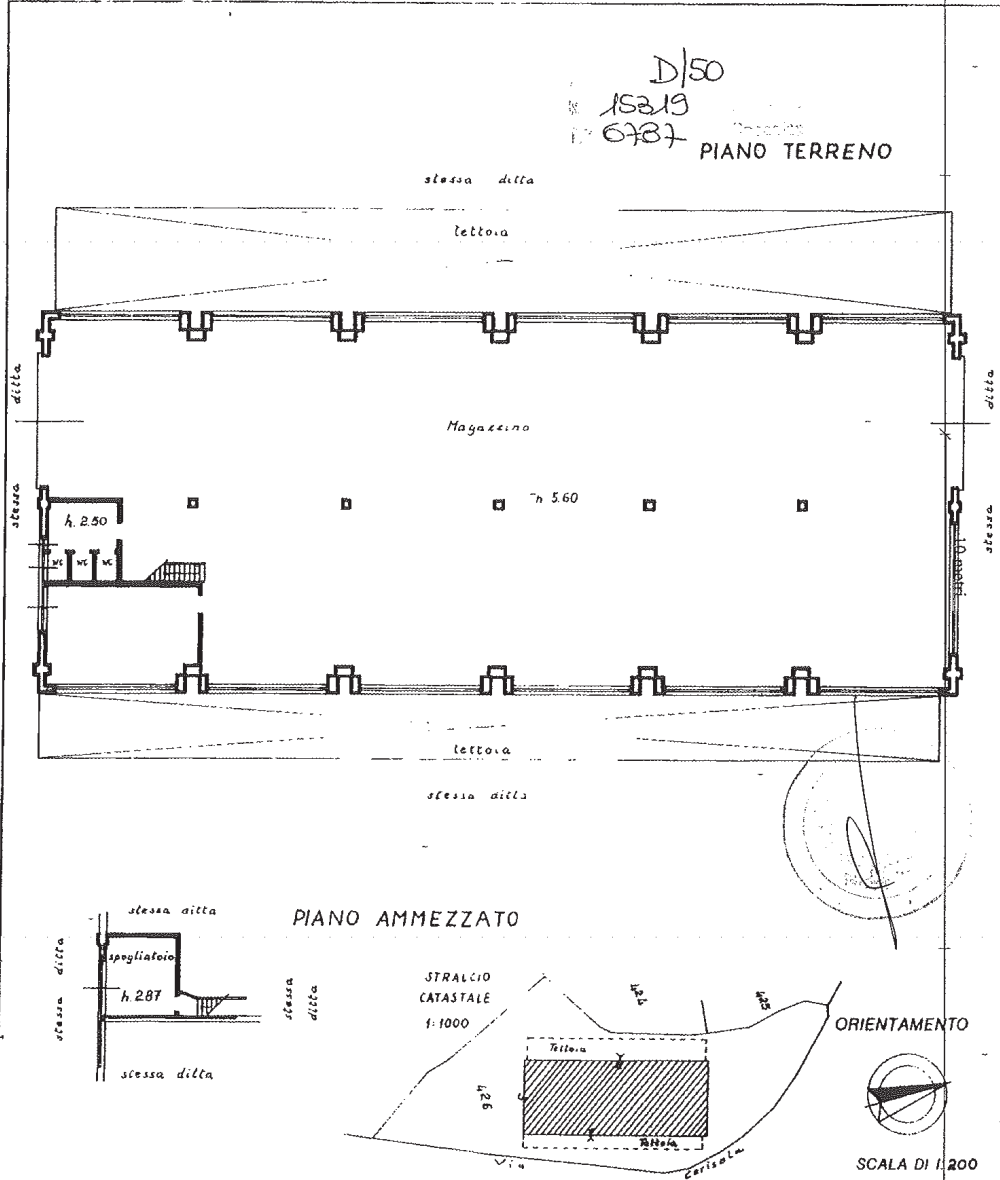 D/50
15319
6787
PIANO TERRENO
stessa ditta
tettoia
stessa ditta
Magazzino
h 5.60
h. 2.50
WC WC WC
stessa ditta
10 metri
tettoia
stessa ditta
PIANO AMMEZZATO
stessa ditta
stessa ditta
spogliatoio
h. 2.87
stessa ditta
stessa ditta
STRALCIO
CATASTALE
1:1000
424
425
426
Tettoia
Tettoia
Via Cerisola
ORIENTAMENTO
SCALA DI 1:200